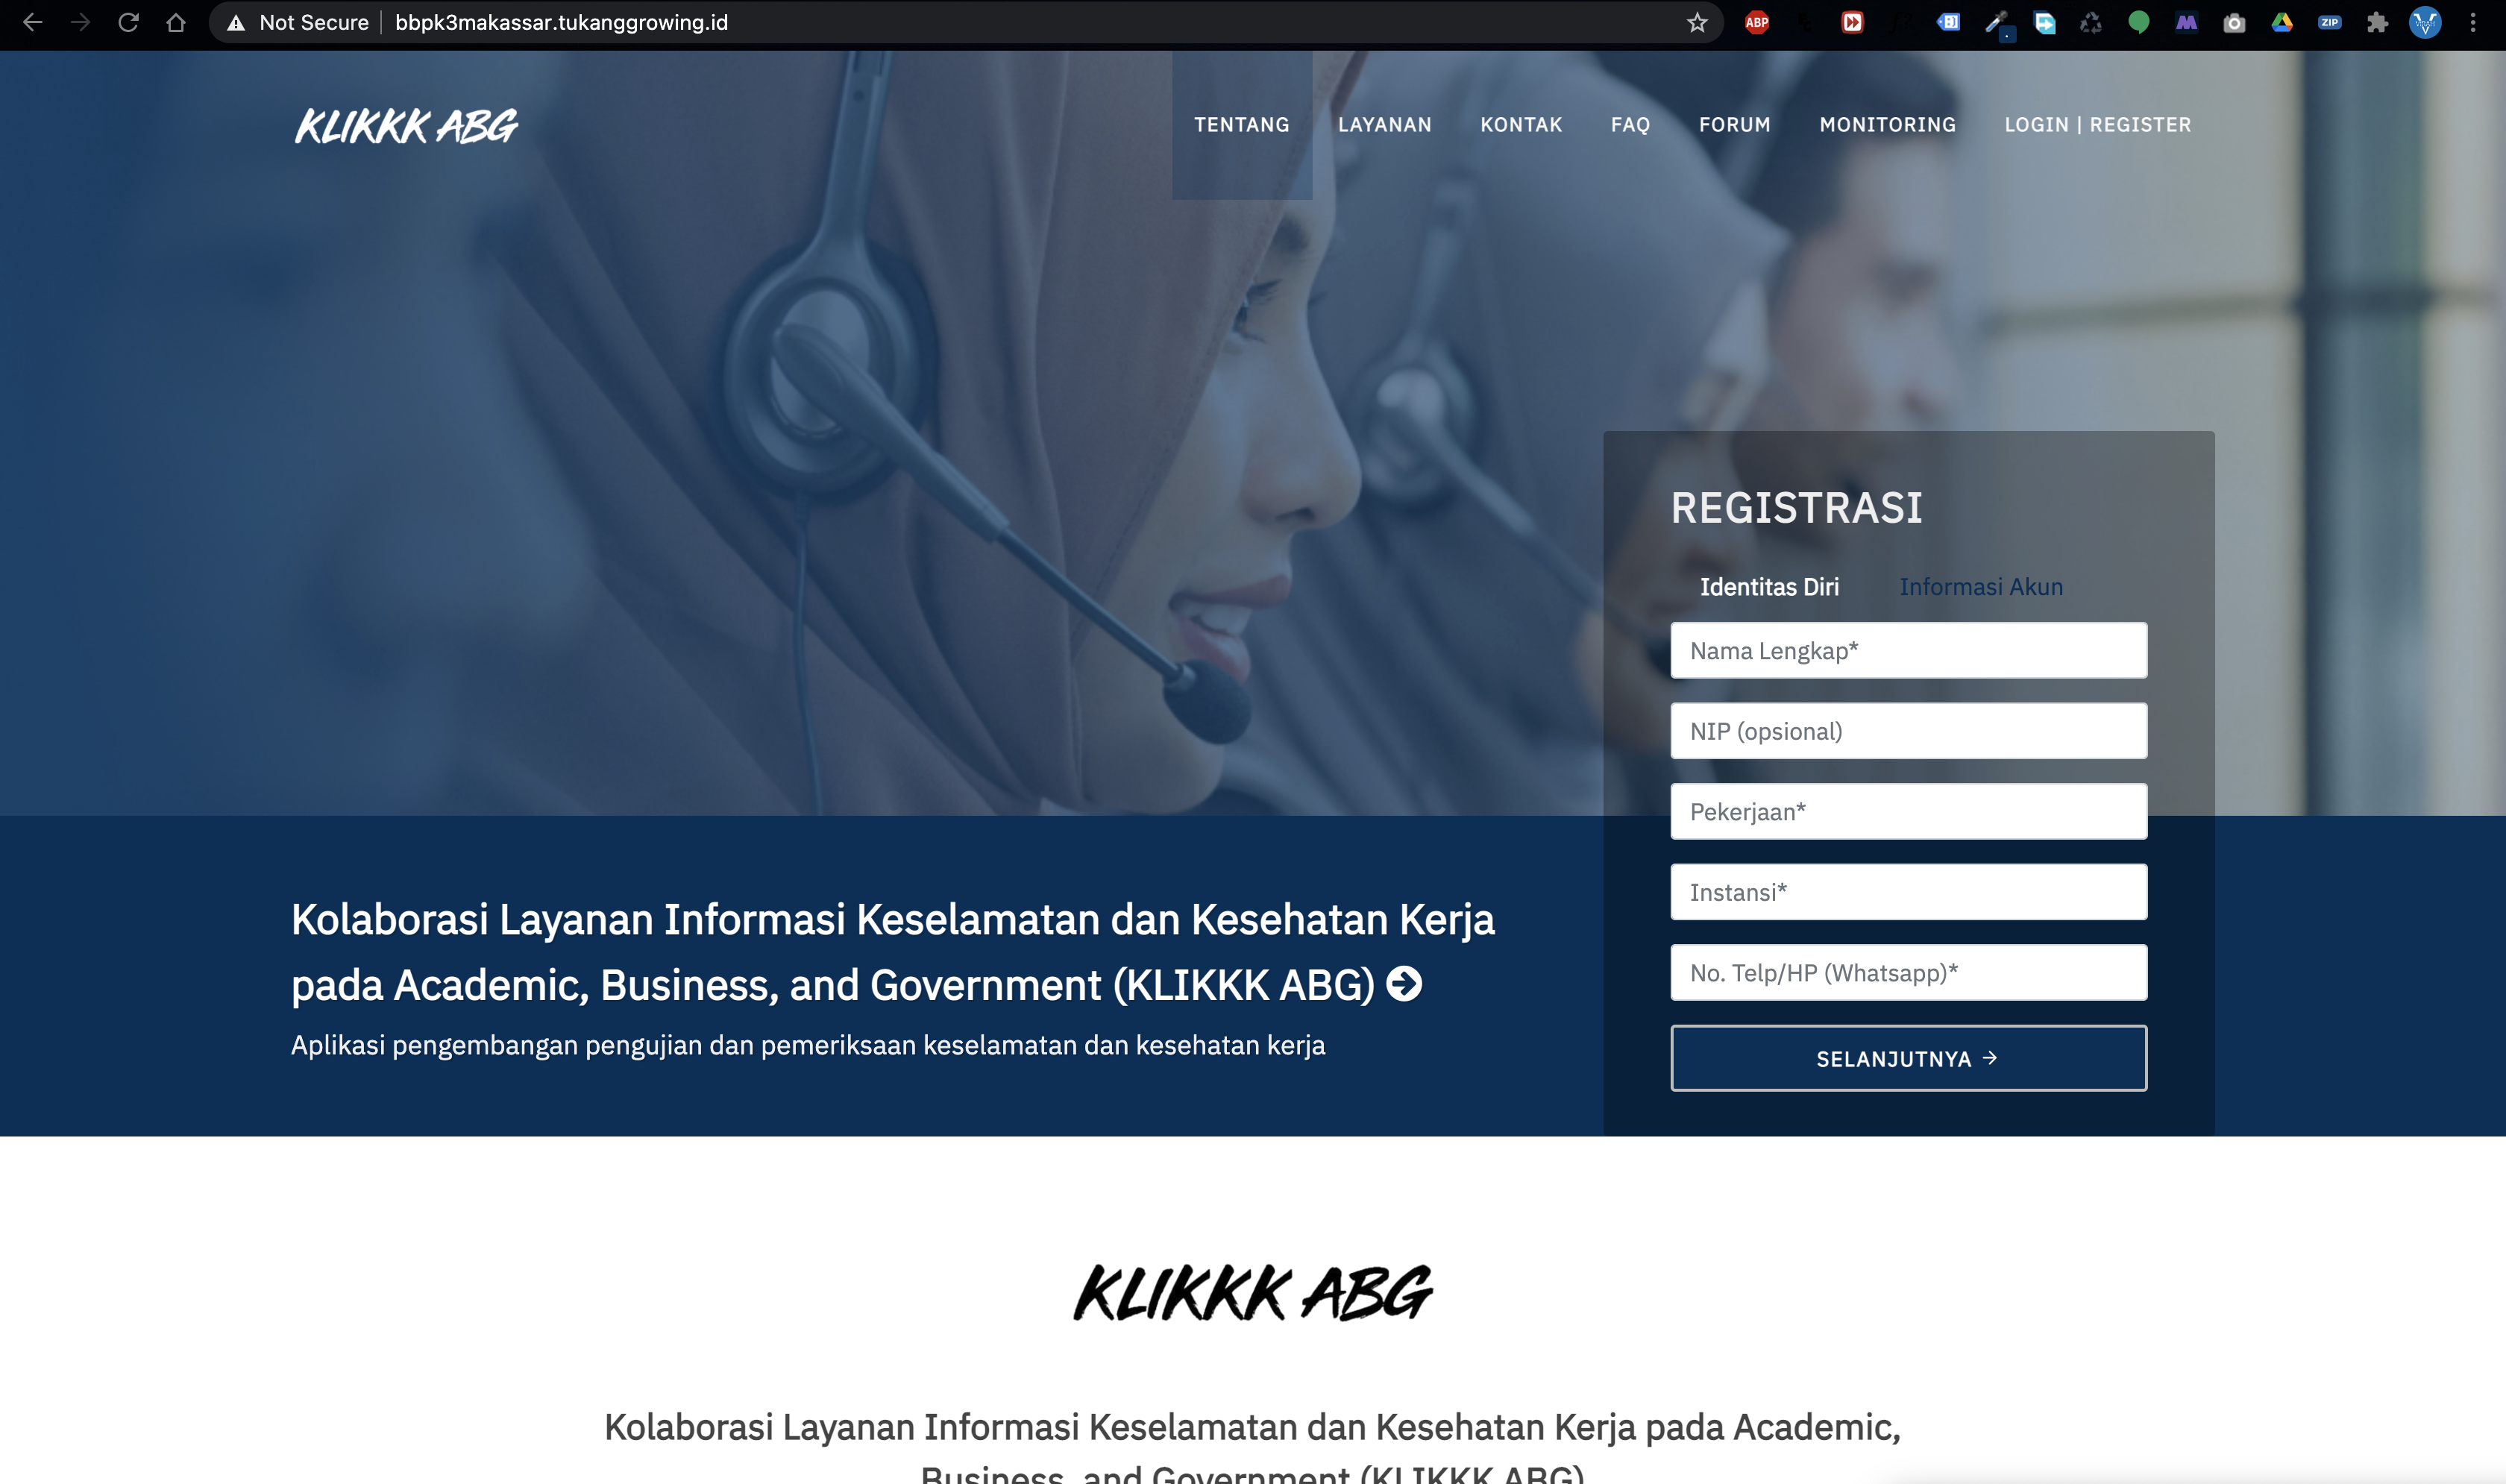 Not Secure | bbpk3makassar.tukanggrowing.id
ABP
ZIP
KLIKKK ABG
TENTANG LAYANAN KONTAK FAQ FORUM MONITORING LOGIN | REGISTER
REGISTRASI
Identitas Diri Informasi Akun
Nama Lengkap*
NIP (opsional)
Pekerjaan*
Instansi*
No. Telp/HP (Whatsapp)*
SELANJUTNYA →
Kolaborasi Layanan Informasi Keselamatan dan Kesehatan Kerja
pada Academic, Business, and Government (KLIKKK ABG)
Aplikasi pengembangan pengujian dan pemeriksaan keselamatan dan kesehatan kerja
KLIKKK ABG
Kolaborasi Layanan Informasi Keselamatan dan Kesehatan Kerja pada Academic,
Business, and Government (KLIKKK ABG)